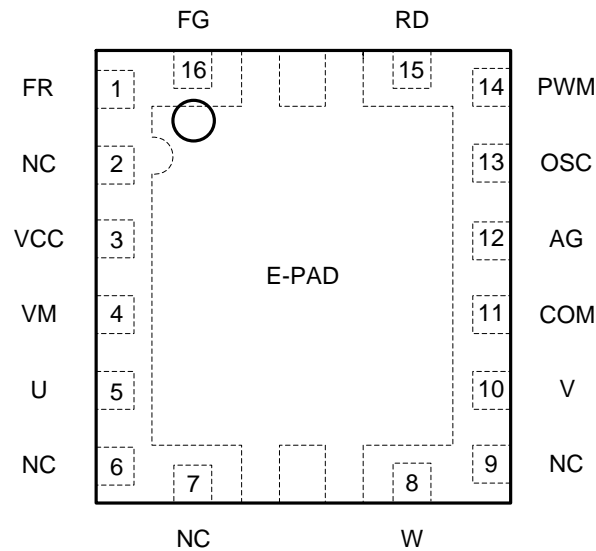 FG RD
FR 1 16 15 14 PWM
NC 2 13 OSC
VCC 3 12 AG
E-PAD
VM 4 11 COM
U 5 10 V
NC 6 7 8 9 NC
NC W